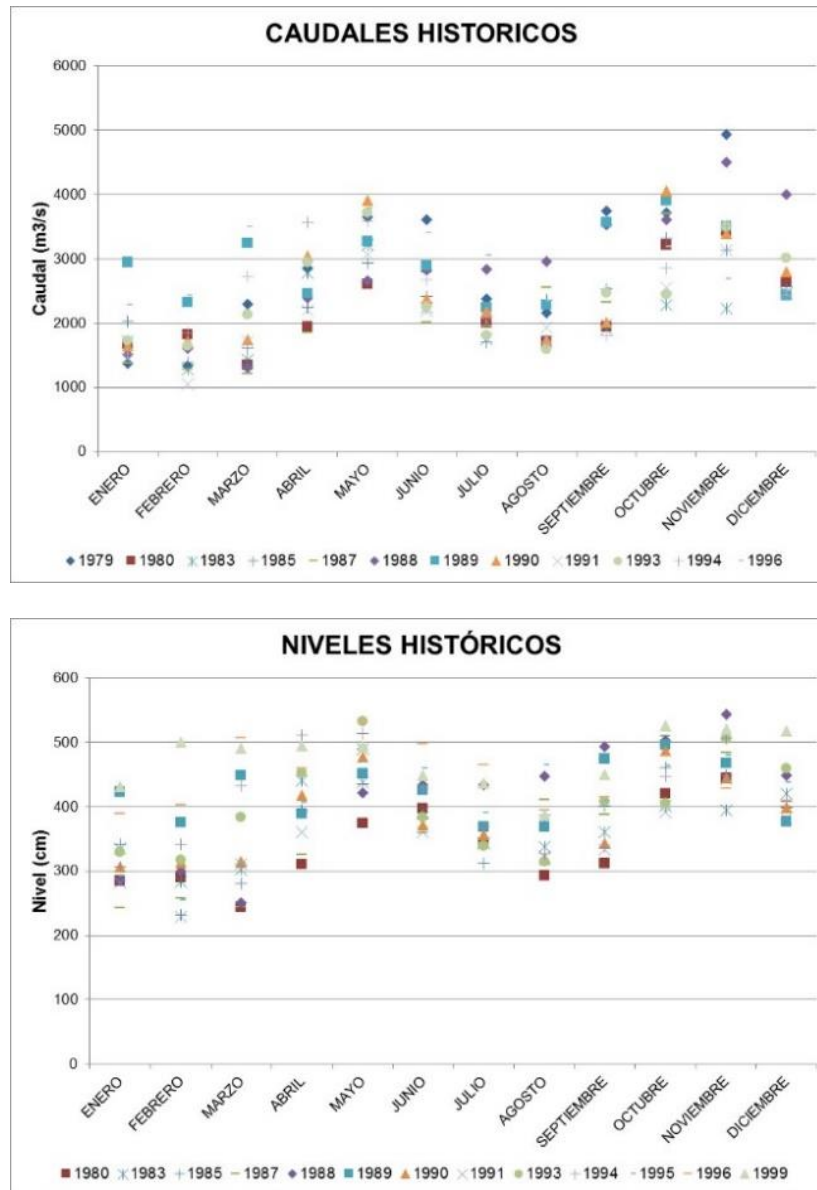 CAUDALES HISTORICOS
6000
5000
4000
3000
2000
1000
0
Caudal (m3/s)
ENERO
FEBRERO
MARZO
ABRIL
MAYO
JUNIO
JULIO
AGOSTO
SEPTIEMBRE
OCTUBRE
NOVIEMBRE
DICIEMBRE
1979 1980 1983 1985 1987 1988 1989 1990 1991 1993 1994 1996
NIVELES HISTÓRICOS
600
500
400
300
200
100
0
Nivel (cm)
ENERO
FEBRERO
MARZO
ABRIL
MAYO
JUNIO
JULIO
AGOSTO
SEPTIEMBRE
OCTUBRE
NOVIEMBRE
DICIEMBRE
1980 1983 1985 1987 1988 1989 1990 1991 1993 1994 1995 1996 1999